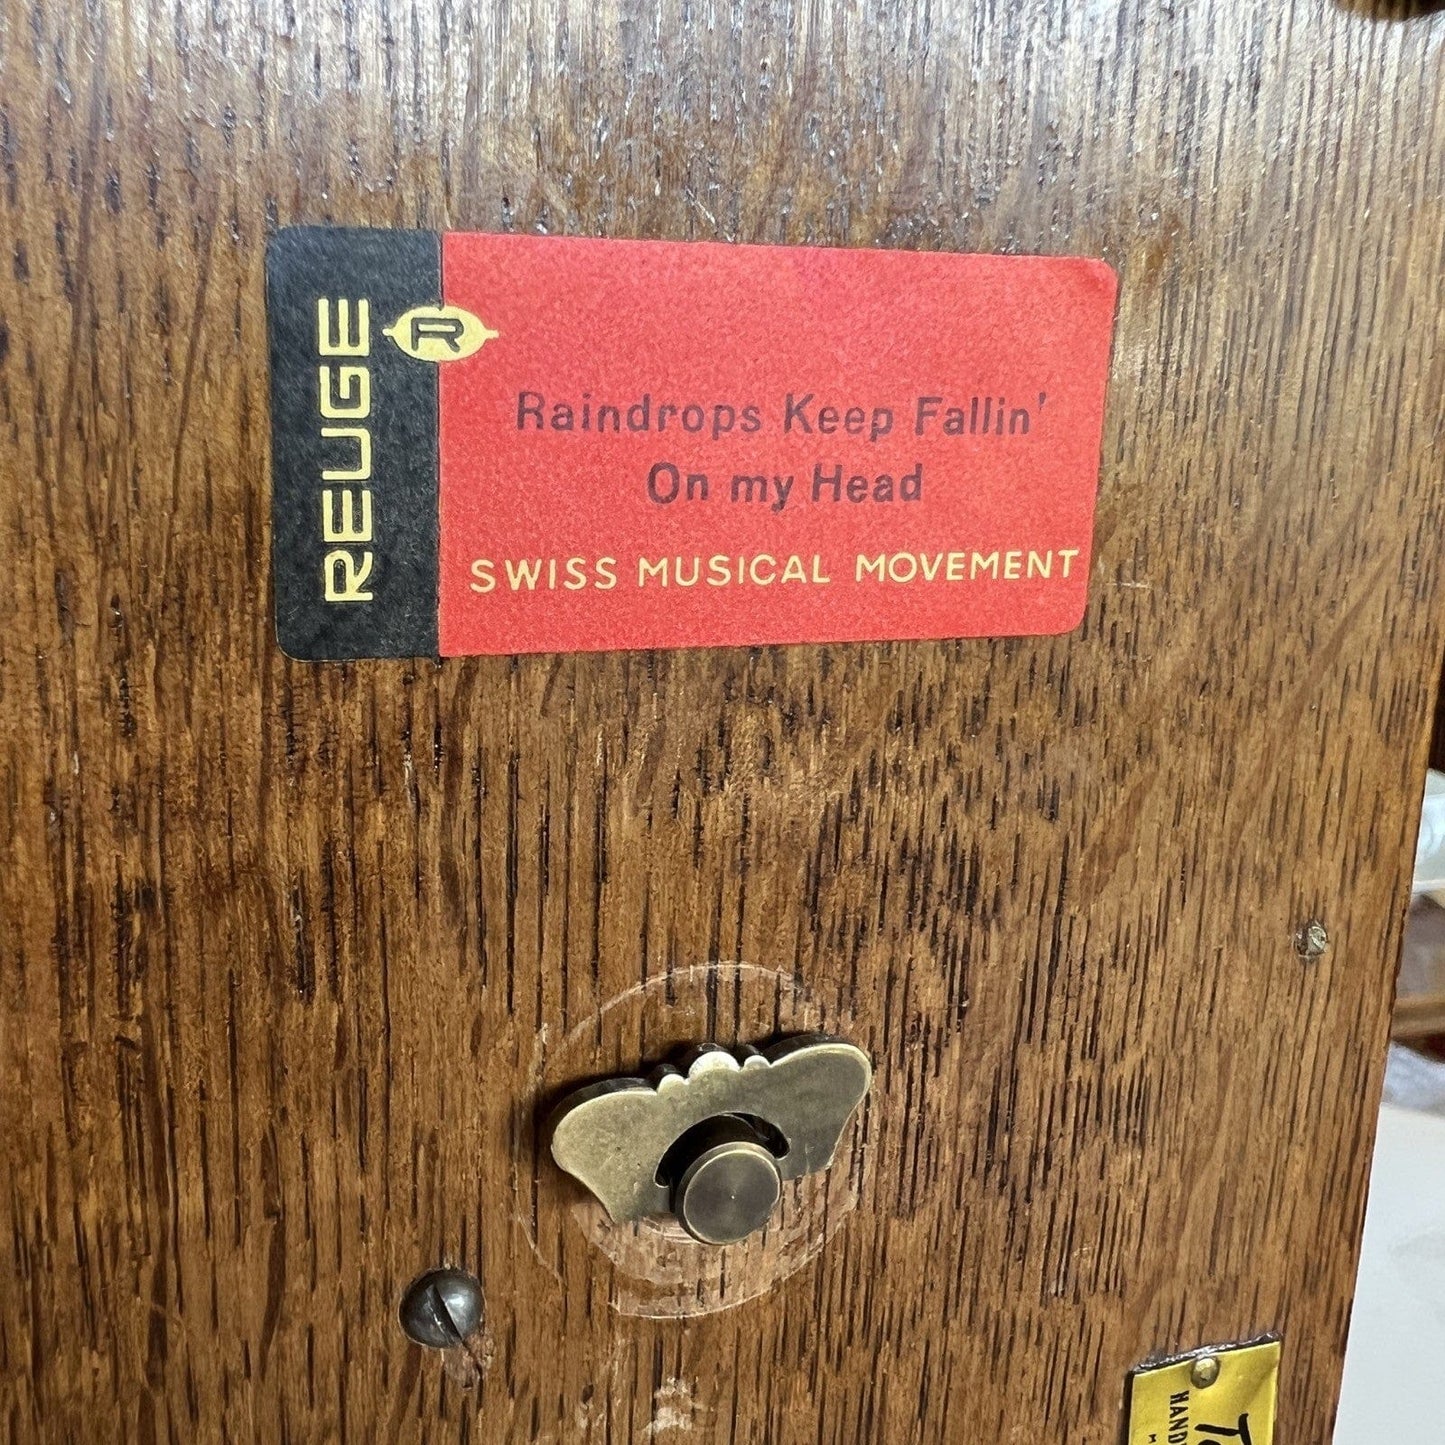 REUGE
R
Raindrops Keep Fallin'
On my Head
SWISS MUSICAL MOVEMENT